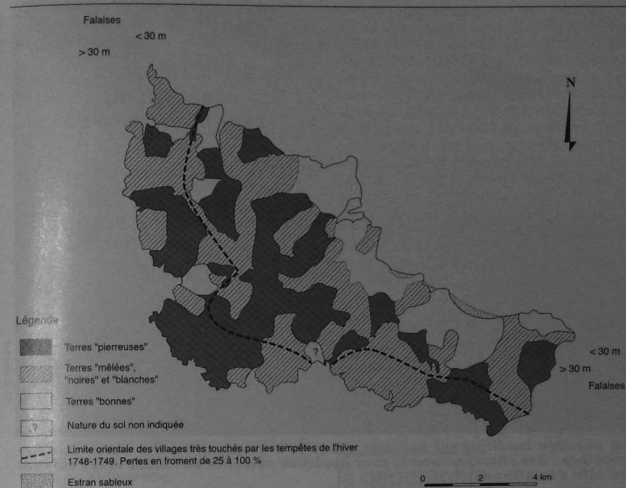 Falaises
< 30 m
> 30 m
N
?
Légende
Terres "pierreuses"
Terres "mêlées",
"noires" et "blanches"
Terres "bonnes"
? Nature du sol non indiquée
Limite orientale des villages très touchés par les tempêtes de l'hiver
1748-1749. Pertes en froment de 25 à 100 %
Estran sableux
< 30 m
> 30 m
Falaises
0 2 4 km